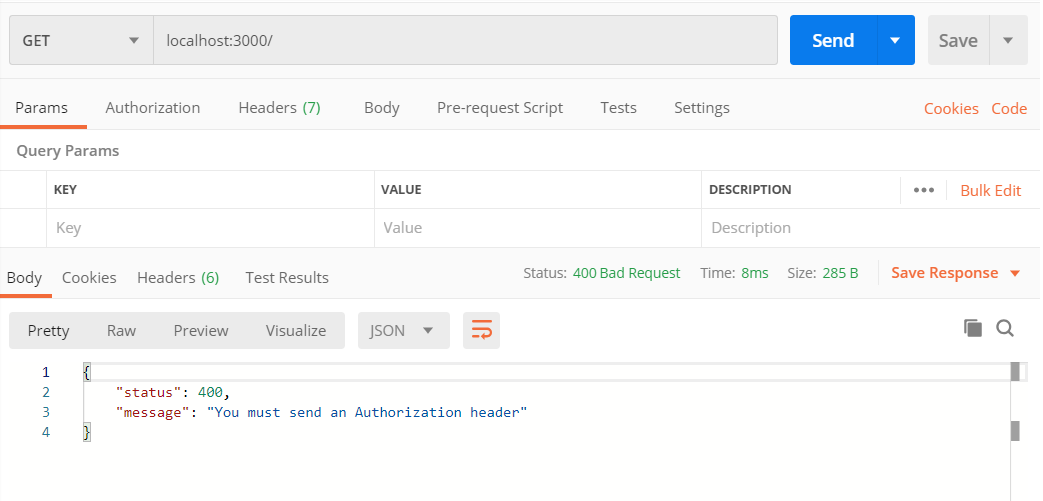 GET localhost:3000/ Send Save
Params Authorization Headers (7) Body Pre-request Script Tests Settings Cookies Code
Query Params
KEY VALUE DESCRIPTION ••• Bulk Edit
Key Value Description
Body Cookies Headers (6) Test Results Status: 400 Bad Request Time: 8ms Size: 285 B Save Response
Pretty Raw Preview Visualize JSON
1 {
2 "status": 400,
3 "message": "You must send an Authorization header"
4 }